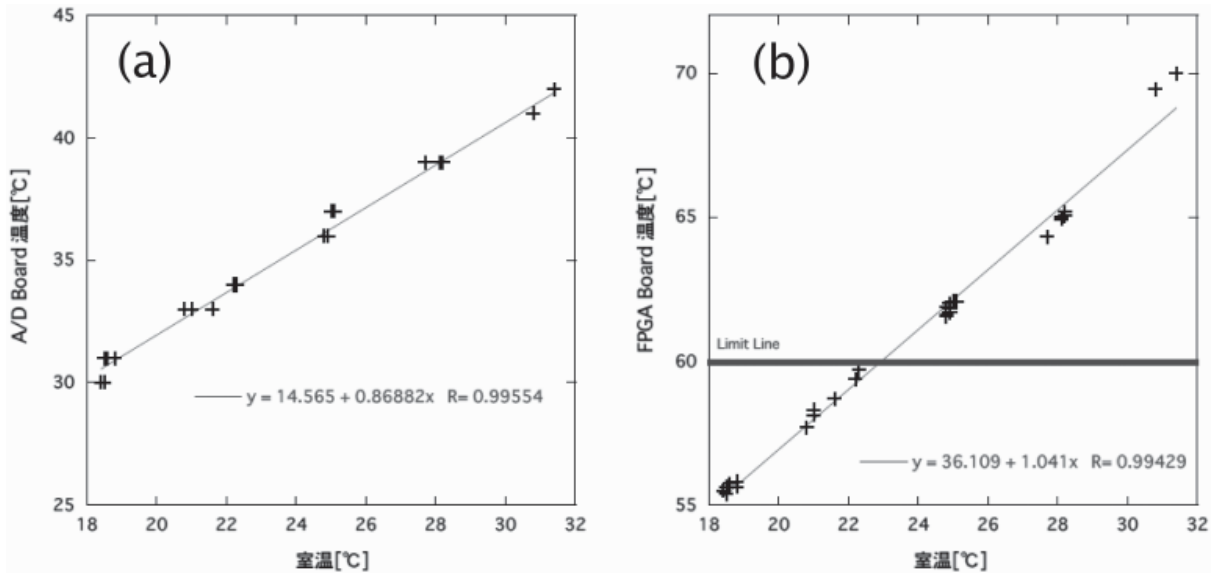 (a)
45
40
35
30
25
A/D Board 温度[℃]
y = 14.565 + 0.86882x R= 0.99554
18 20 22 24 26 28 30 32
室温[℃]
(b)
70
65
60
55
FPGA Board 温度[℃]
Limit Line
y = 36.109 + 1.041x R= 0.99429
18 20 22 24 26 28 30 32
室温[℃]